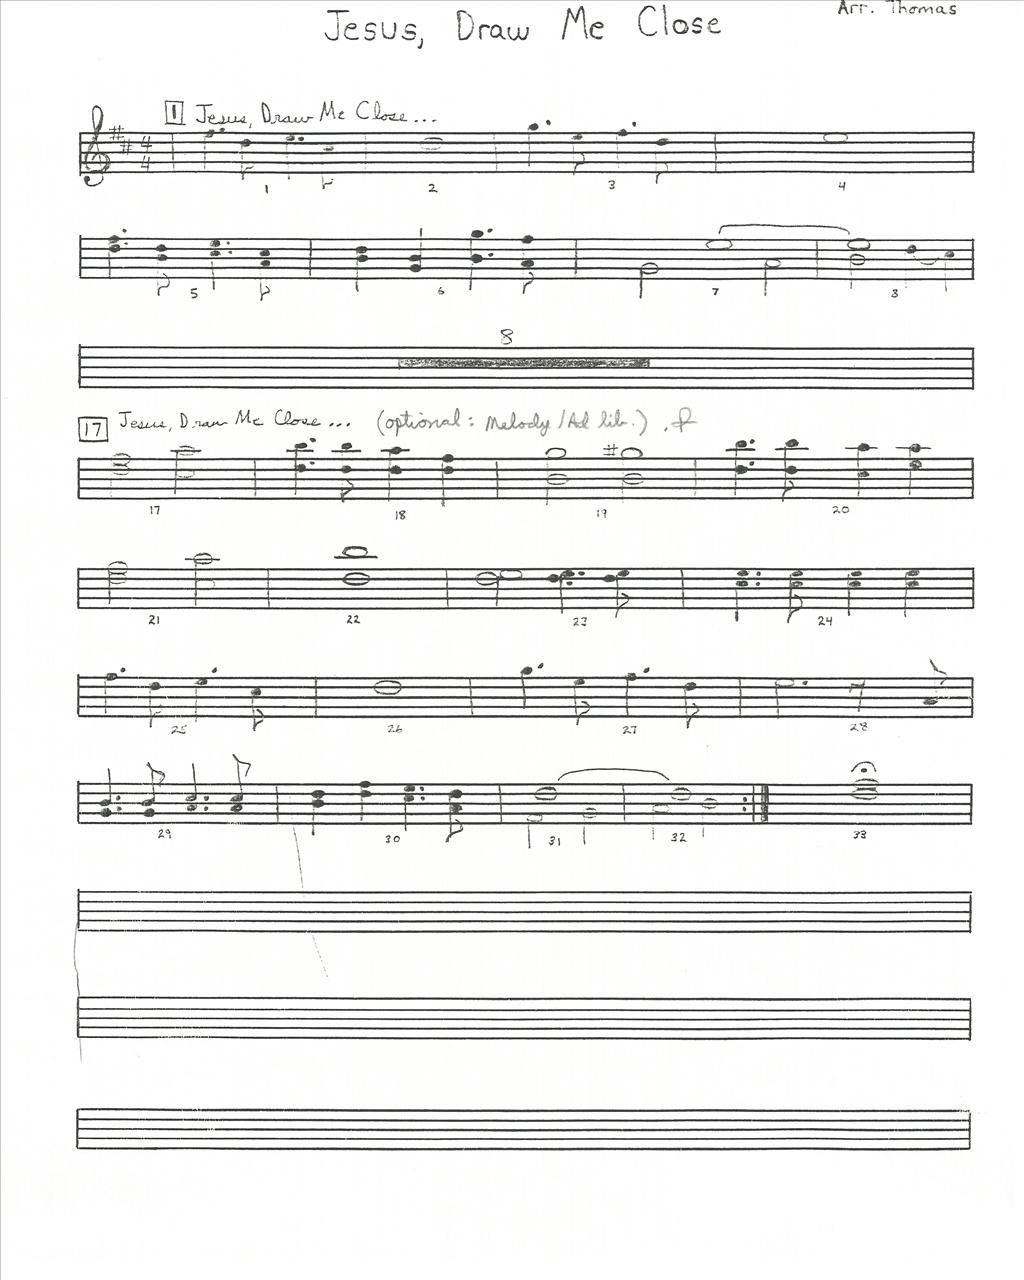 Arr. Thomas
Jesus, Draw Me Close
1 Jesus, Draw Me Close...
4
4
1 2 3 4
5 6 7 8
8
17 Jesus, Draw Me Close... (optional: Melody/Ad lib.)
17 18 19 20
21 22 23 24
25 26 27 28
29 30 31 32 33